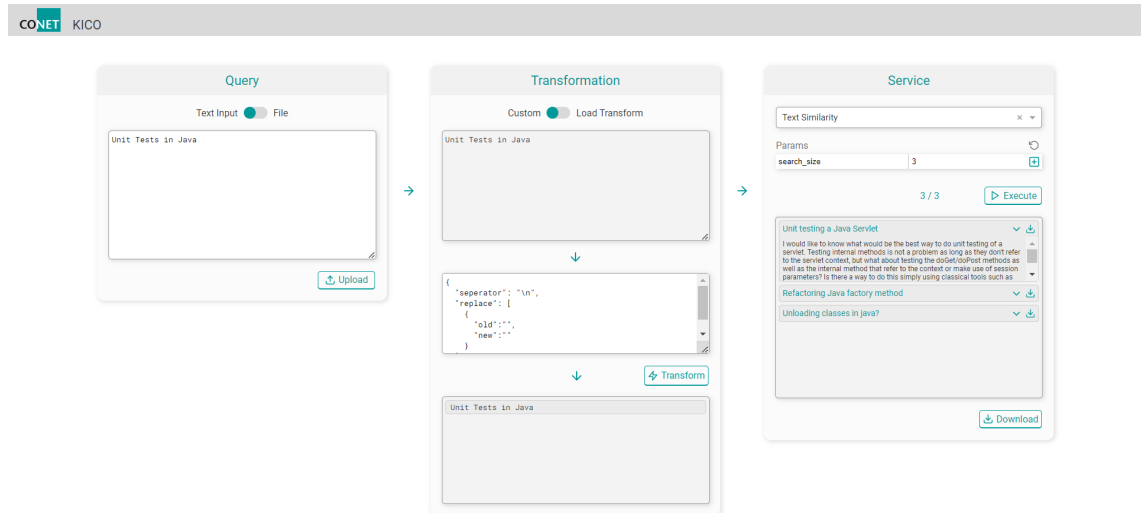 CONET KICO
Query
Text Input File
Unit Tests in Java
Upload
Transformation
Custom Load Transform
Unit Tests in Java
{
"seperator": "\n",
"replace": [
{
"old":"",
"new":""
}
Transform
Unit Tests in Java
Service
Text Similarity
Params
search_size 3
3 / 3 Execute
Unit testing a Java Servlet
I would like to know what would be the best way to do unit testing of a
servlet. Testing internal methods is not a problem as long as they don't refer
to the servlet context, but what about testing the doGet/doPost methods as
well as the internal method that refer to the context or make use of session
parameters? Is there a way to do this simply using classical tools such as
Refactoring Java factory method
Unloading classes in java?
Download